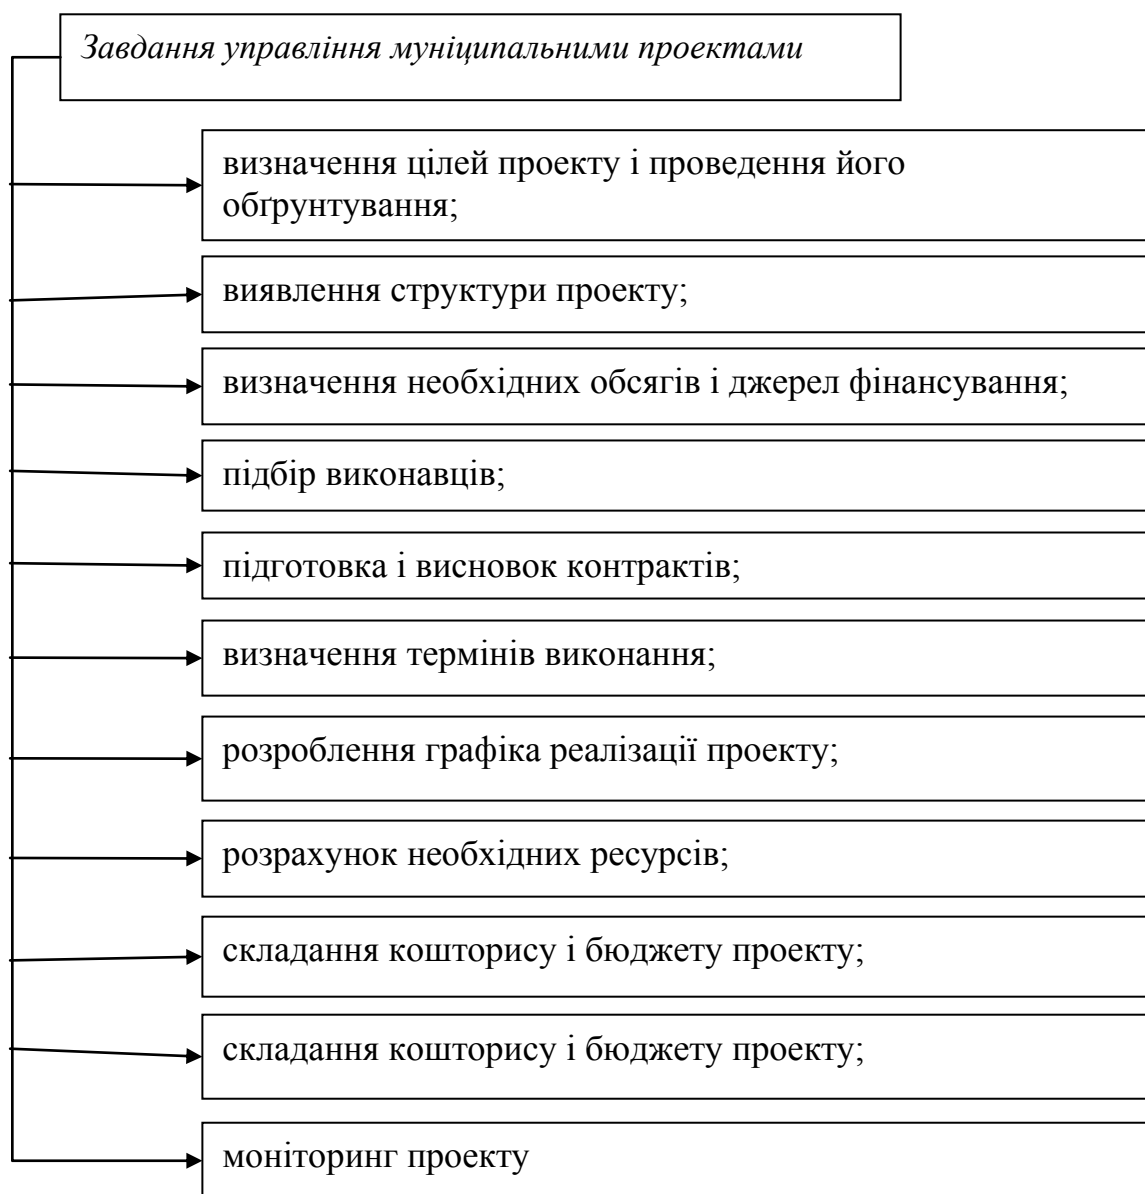 Завдання управління муніципальними проектами
визначення цілей проекту і проведення його
обґрунтування;
виявлення структури проекту;
визначення необхідних обсягів і джерел фінансування;
підбір виконавців;
підготовка і висновок контрактів;
визначення термінів виконання;
розроблення графіка реалізації проекту;
розрахунок необхідних ресурсів;
складання кошторису і бюджету проекту;
складання кошторису і бюджету проекту;
моніторинг проекту